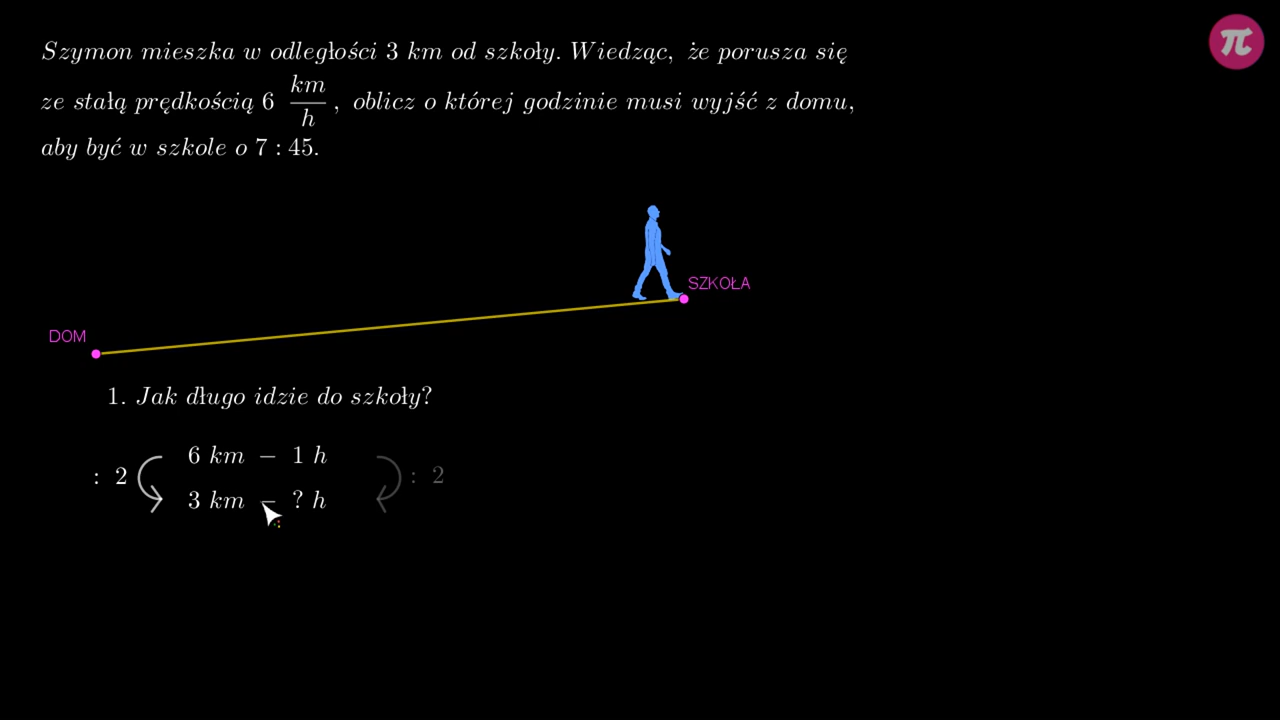 Szymon mieszka w odległości 3 km od szkoły. Wiedząc, że porusza się
ze stałą prędkością 6 km/h, oblicz o której godzinie musi wyjść z domu,
aby być w szkole o 7 : 45.
SZKOŁA
DOM
1. Jak długo idzie do szkoły?
6 km – 1 h
: 2 : 2
3 km – ? h
π